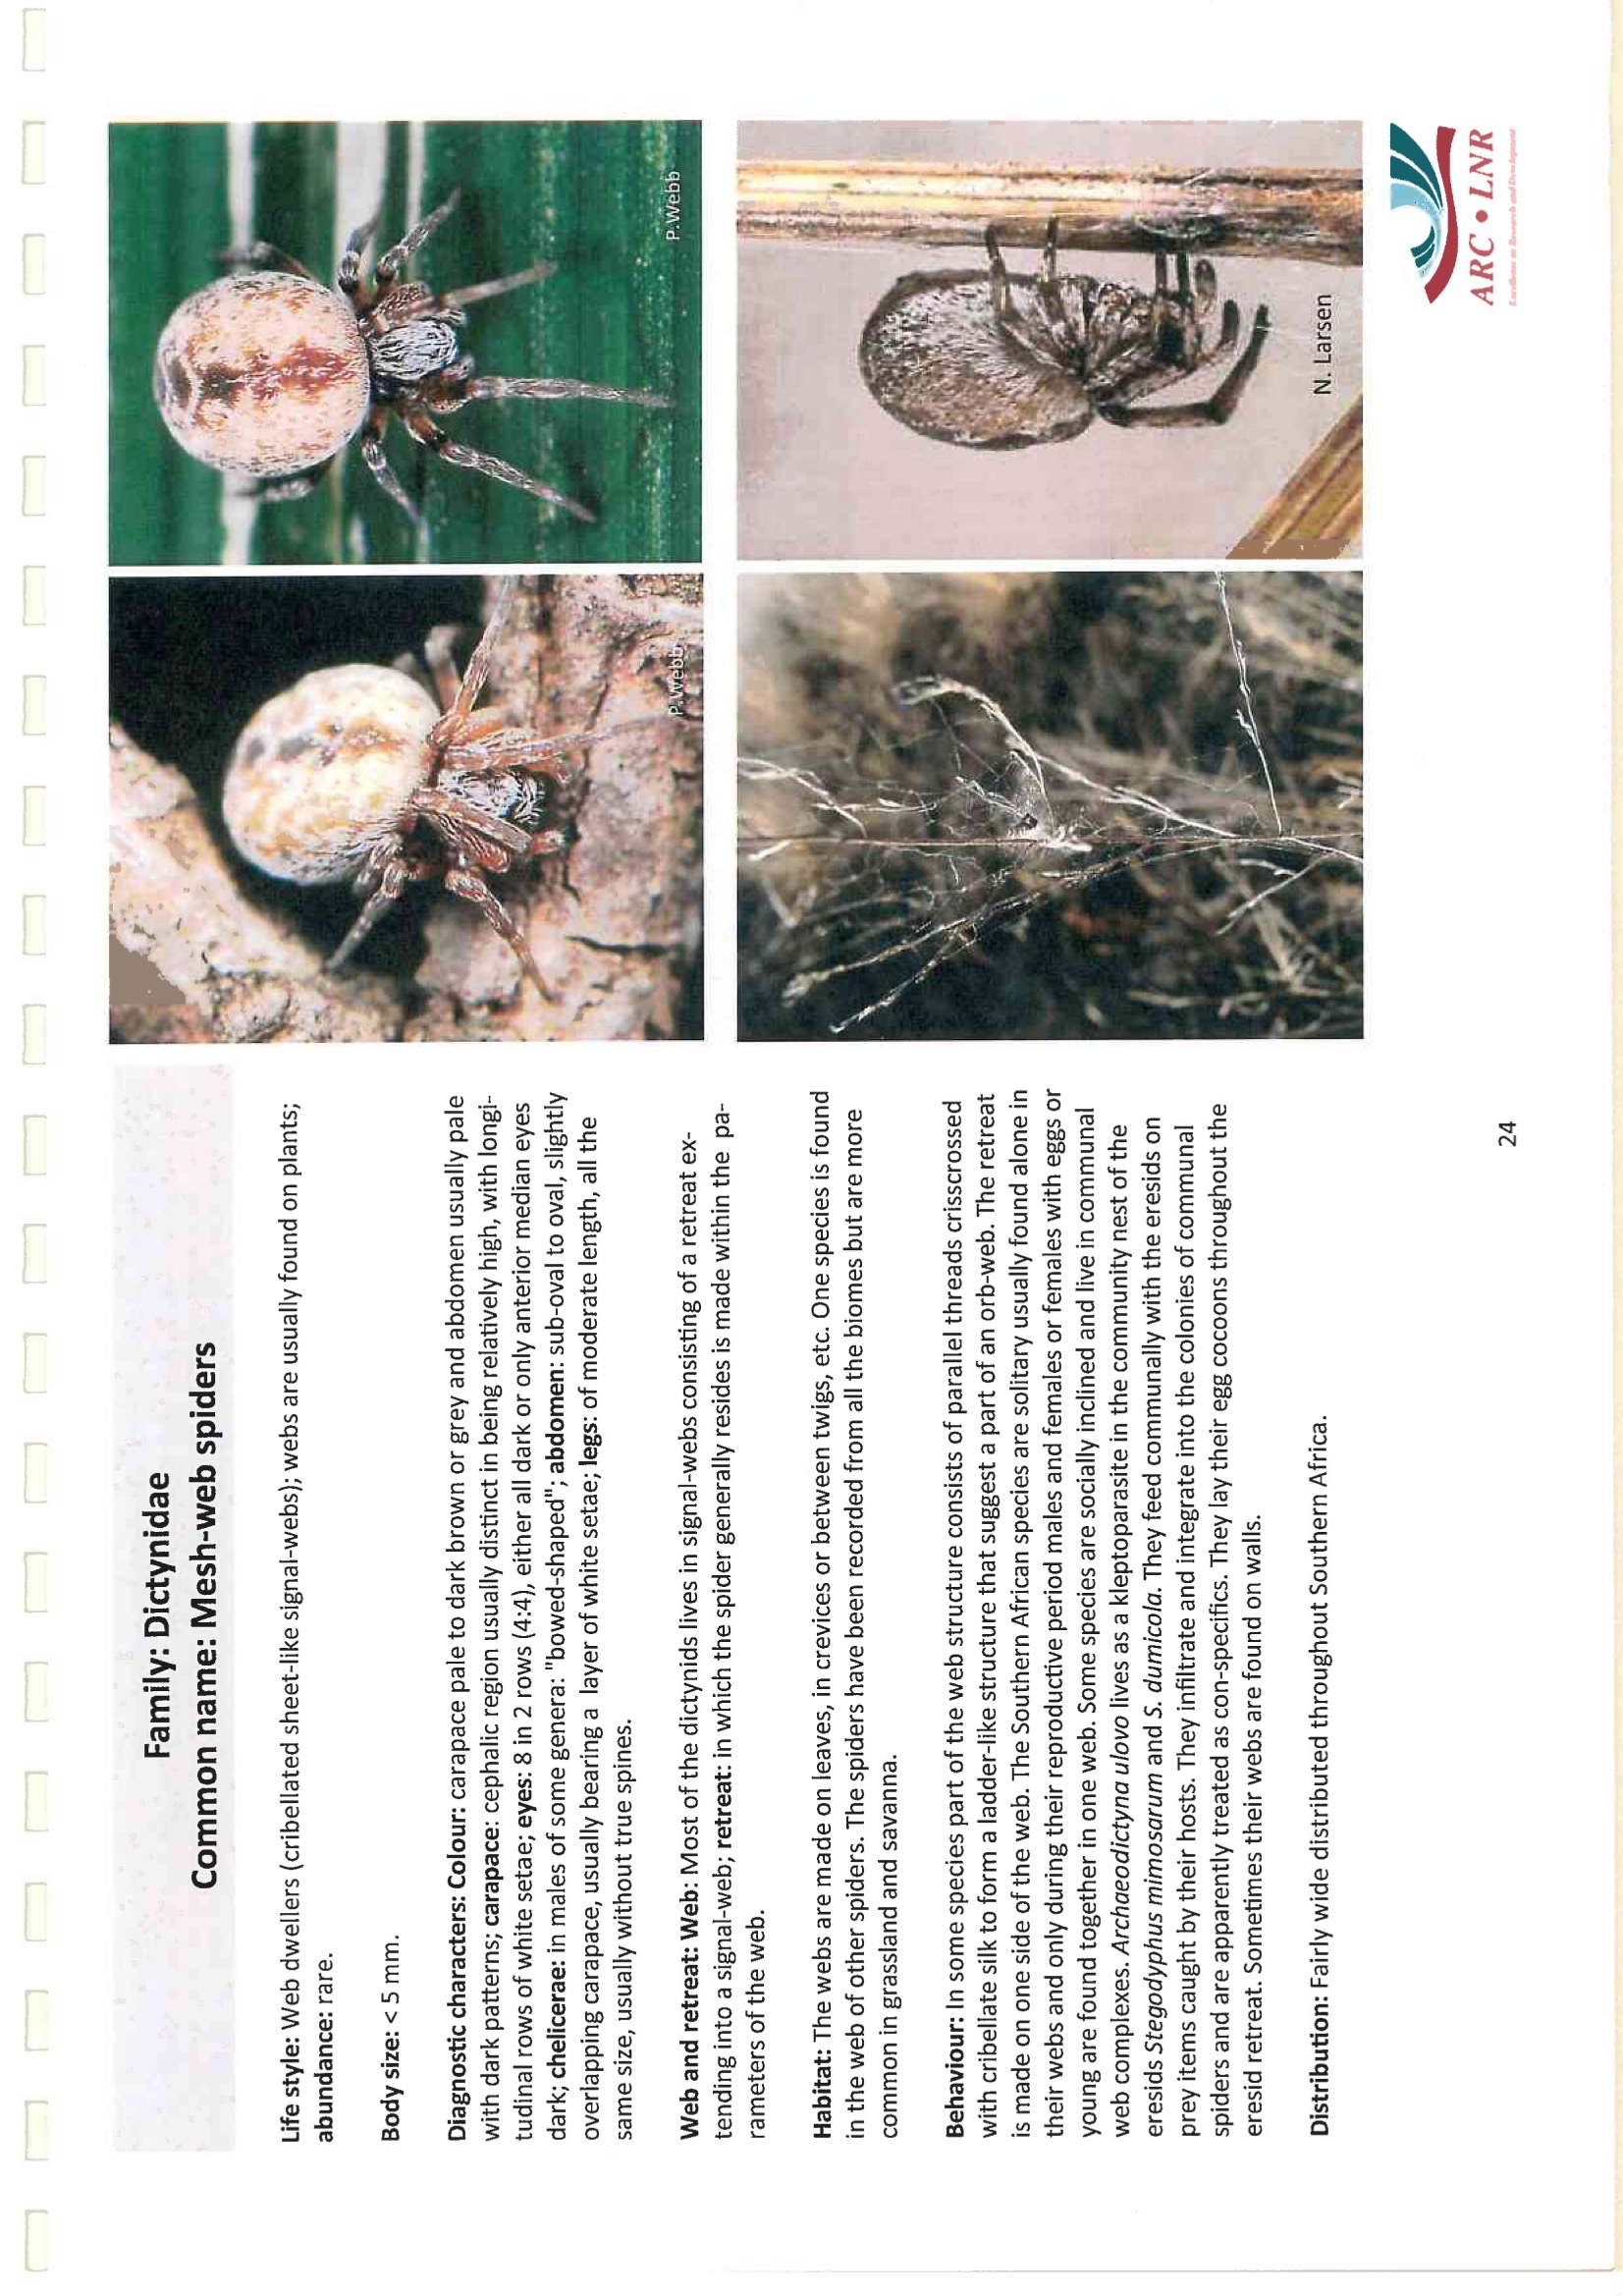 Family: Dictynidae
Common name: Mesh-web spiders
Life style: Web dwellers (cribellated sheet-like signal-webs); webs are usually found on plants;
abundance: rare.
Body size: < 5 mm.
Diagnostic characters: Colour: carapace pale to dark brown or grey and abdomen usually pale
with dark patterns; carapace: cephalic region usually distinct in being relatively high, with longi-
tudinal rows of white setae; eyes: 8 in 2 rows (4:4), either all dark or only anterior median eyes
dark; chelicerae: in males of some genera: "bowed-shaped"; abdomen: sub-oval to oval, slightly
overlapping carapace, usually bearing a layer of white setae; legs: of moderate length, all the
same size, usually without true spines.
Web and retreat: Web: Most of the dictynids lives in signal-webs consisting of a retreat ex-
tending into a signal-web; retreat: in which the spider generally resides is made within the pa-
rameters of the web.
Habitat: The webs are made on leaves, in crevices or between twigs, etc. One species is found
in the web of other spiders. The spiders have been recorded from all the biomes but are more
common in grassland and savanna.
Behaviour: In some species part of the web structure consists of parallel threads crisscrossed
with cribellate silk to form a ladder-like structure that suggest a part of an orb-web. The retreat
is made on one side of the web. The Southern African species are solitary usually found alone in
their webs and only during their reproductive period males and females or females with eggs or
young are found together in one web. Some species are socially inclined and live in communal
web complexes. Archaeodictyna ulovo lives as a kleptoparasite in the community nest of the
eresids Stegodyphus mimosarum and S. dumicola. They feed communally with the eresids on
prey items caught by their hosts. They infiltrate and integrate into the colonies of communal
spiders and are apparently treated as con-specifics. They lay their egg cocoons throughout the
eresid retreat. Sometimes their webs are found on walls.
Distribution: Fairly wide distributed throughout Southern Africa.
P.Webb
P.Webb
N. Larsen
24
ARC • LNR
Excellence in Research and Development